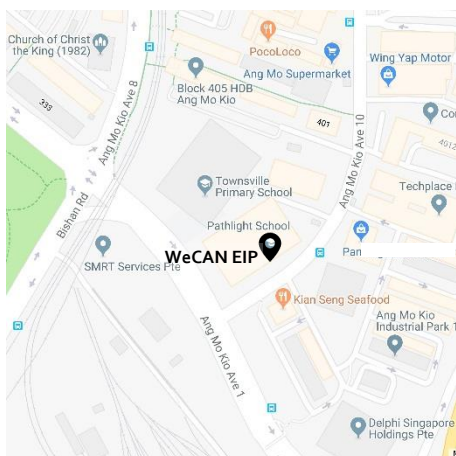 Church of Christ
the King (1982)
PocoLoco
Ang Mo Supermarket
Wing Yap Motor
Block 405 HDB
Ang Mo Kio
335
401
Ang Mo Kio Ave 8
Ang Mo Kio Ave 10
Co
4012
Townsville
Primary School
Techplace
Bishan Rd
Pathlight School
WeCAN EIP
SMRT Services Pte
Pan
Kian Seng Seafood
Ang Mo Kio
Industrial Park 1
Ang Mo Kio Ave 1
Delphi Singapore
Holdings Pte